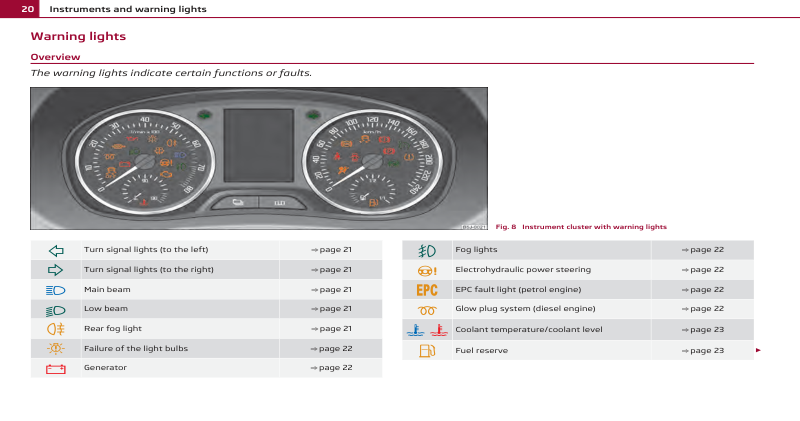 20 Instruments and warning lights
Warning lights
Overview
The warning lights indicate certain functions or faults.
Fig. 8 Instrument cluster with warning lights
Turn signal lights (to the left) ⇒ page 21
Turn signal lights (to the right) ⇒ page 21
Main beam ⇒ page 21
Low beam ⇒ page 21
Rear fog light ⇒ page 21
Failure of the light bulbs ⇒ page 22
Generator ⇒ page 22
Fog lights ⇒ page 22
Electrohydraulic power steering ⇒ page 22
EPC EPC fault light (petrol engine) ⇒ page 22
Glow plug system (diesel engine) ⇒ page 22
Coolant temperature/coolant level ⇒ page 23
Fuel reserve ⇒ page 23